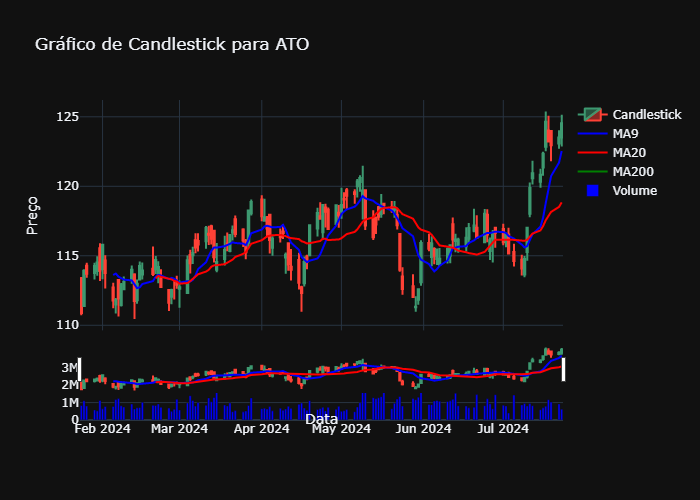 Gráfico de Candlestick para ATO
Candlestick
MA9
MA20
MA200
Volume
Preço
125
120
115
110
3M
2M
1M
0
Feb 2024
Mar 2024
Apr 2024
May 2024
Jun 2024
Jul 2024
Data